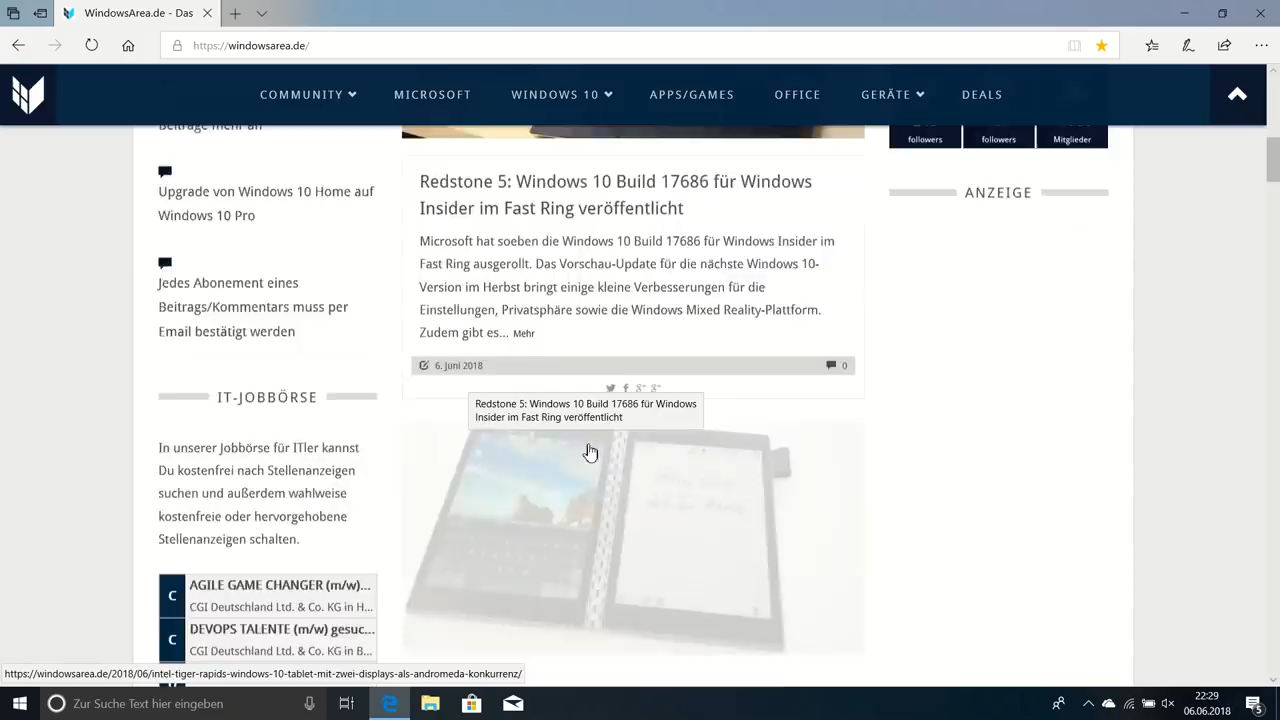 WindowsArea.de - Das
https://windowsarea.de/
COMMUNITY
MICROSOFT
WINDOWS 10
APPS/GAMES
OFFICE
GERÄTE
DEALS
Beiträge mehr an
Upgrade von Windows 10 Home auf
Windows 10 Pro
Jedes Abonement eines
Beitrags/Kommentars muss per
Email bestätigt werden
IT-JOBBÖRSE
In unserer Jobbörse für ITler kannst
Du kostenfrei nach Stellenanzeigen
suchen und außerdem wahlweise
kostenfreie oder hervorgehobene
Stellenanzeigen schalten.
C
AGILE GAME CHANGER (m/w)...
CGI Deutschland Ltd. & Co. KG in H...
C
DEVOPS TALENTE (m/w) gesuc...
CGI Deutschland Ltd. & Co. KG in B...
Redstone 5: Windows 10 Build 17686 für Windows
Insider im Fast Ring veröffentlicht
Microsoft hat soeben die Windows 10 Build 17686 für Windows Insider im
Fast Ring ausgerollt. Das Vorschau-Update für die nächste Windows 10-
Version im Herbst bringt einige kleine Verbesserungen für die
Einstellungen, Privatsphäre sowie die Windows Mixed Reality-Plattform.
Zudem gibt es... Mehr
6. Juni 2018
0
Redstone 5: Windows 10 Build 17686 für Windows
Insider im Fast Ring veröffentlicht
followers
followers
Mitglieder
ANZEIGE
https://windowsarea.de/2018/06/intel-tiger-rapids-windows-10-tablet-mit-zwei-displays-als-andromeda-konkurrenz/
Zur Suche Text hier eingeben
22:29
06.06.2018
5